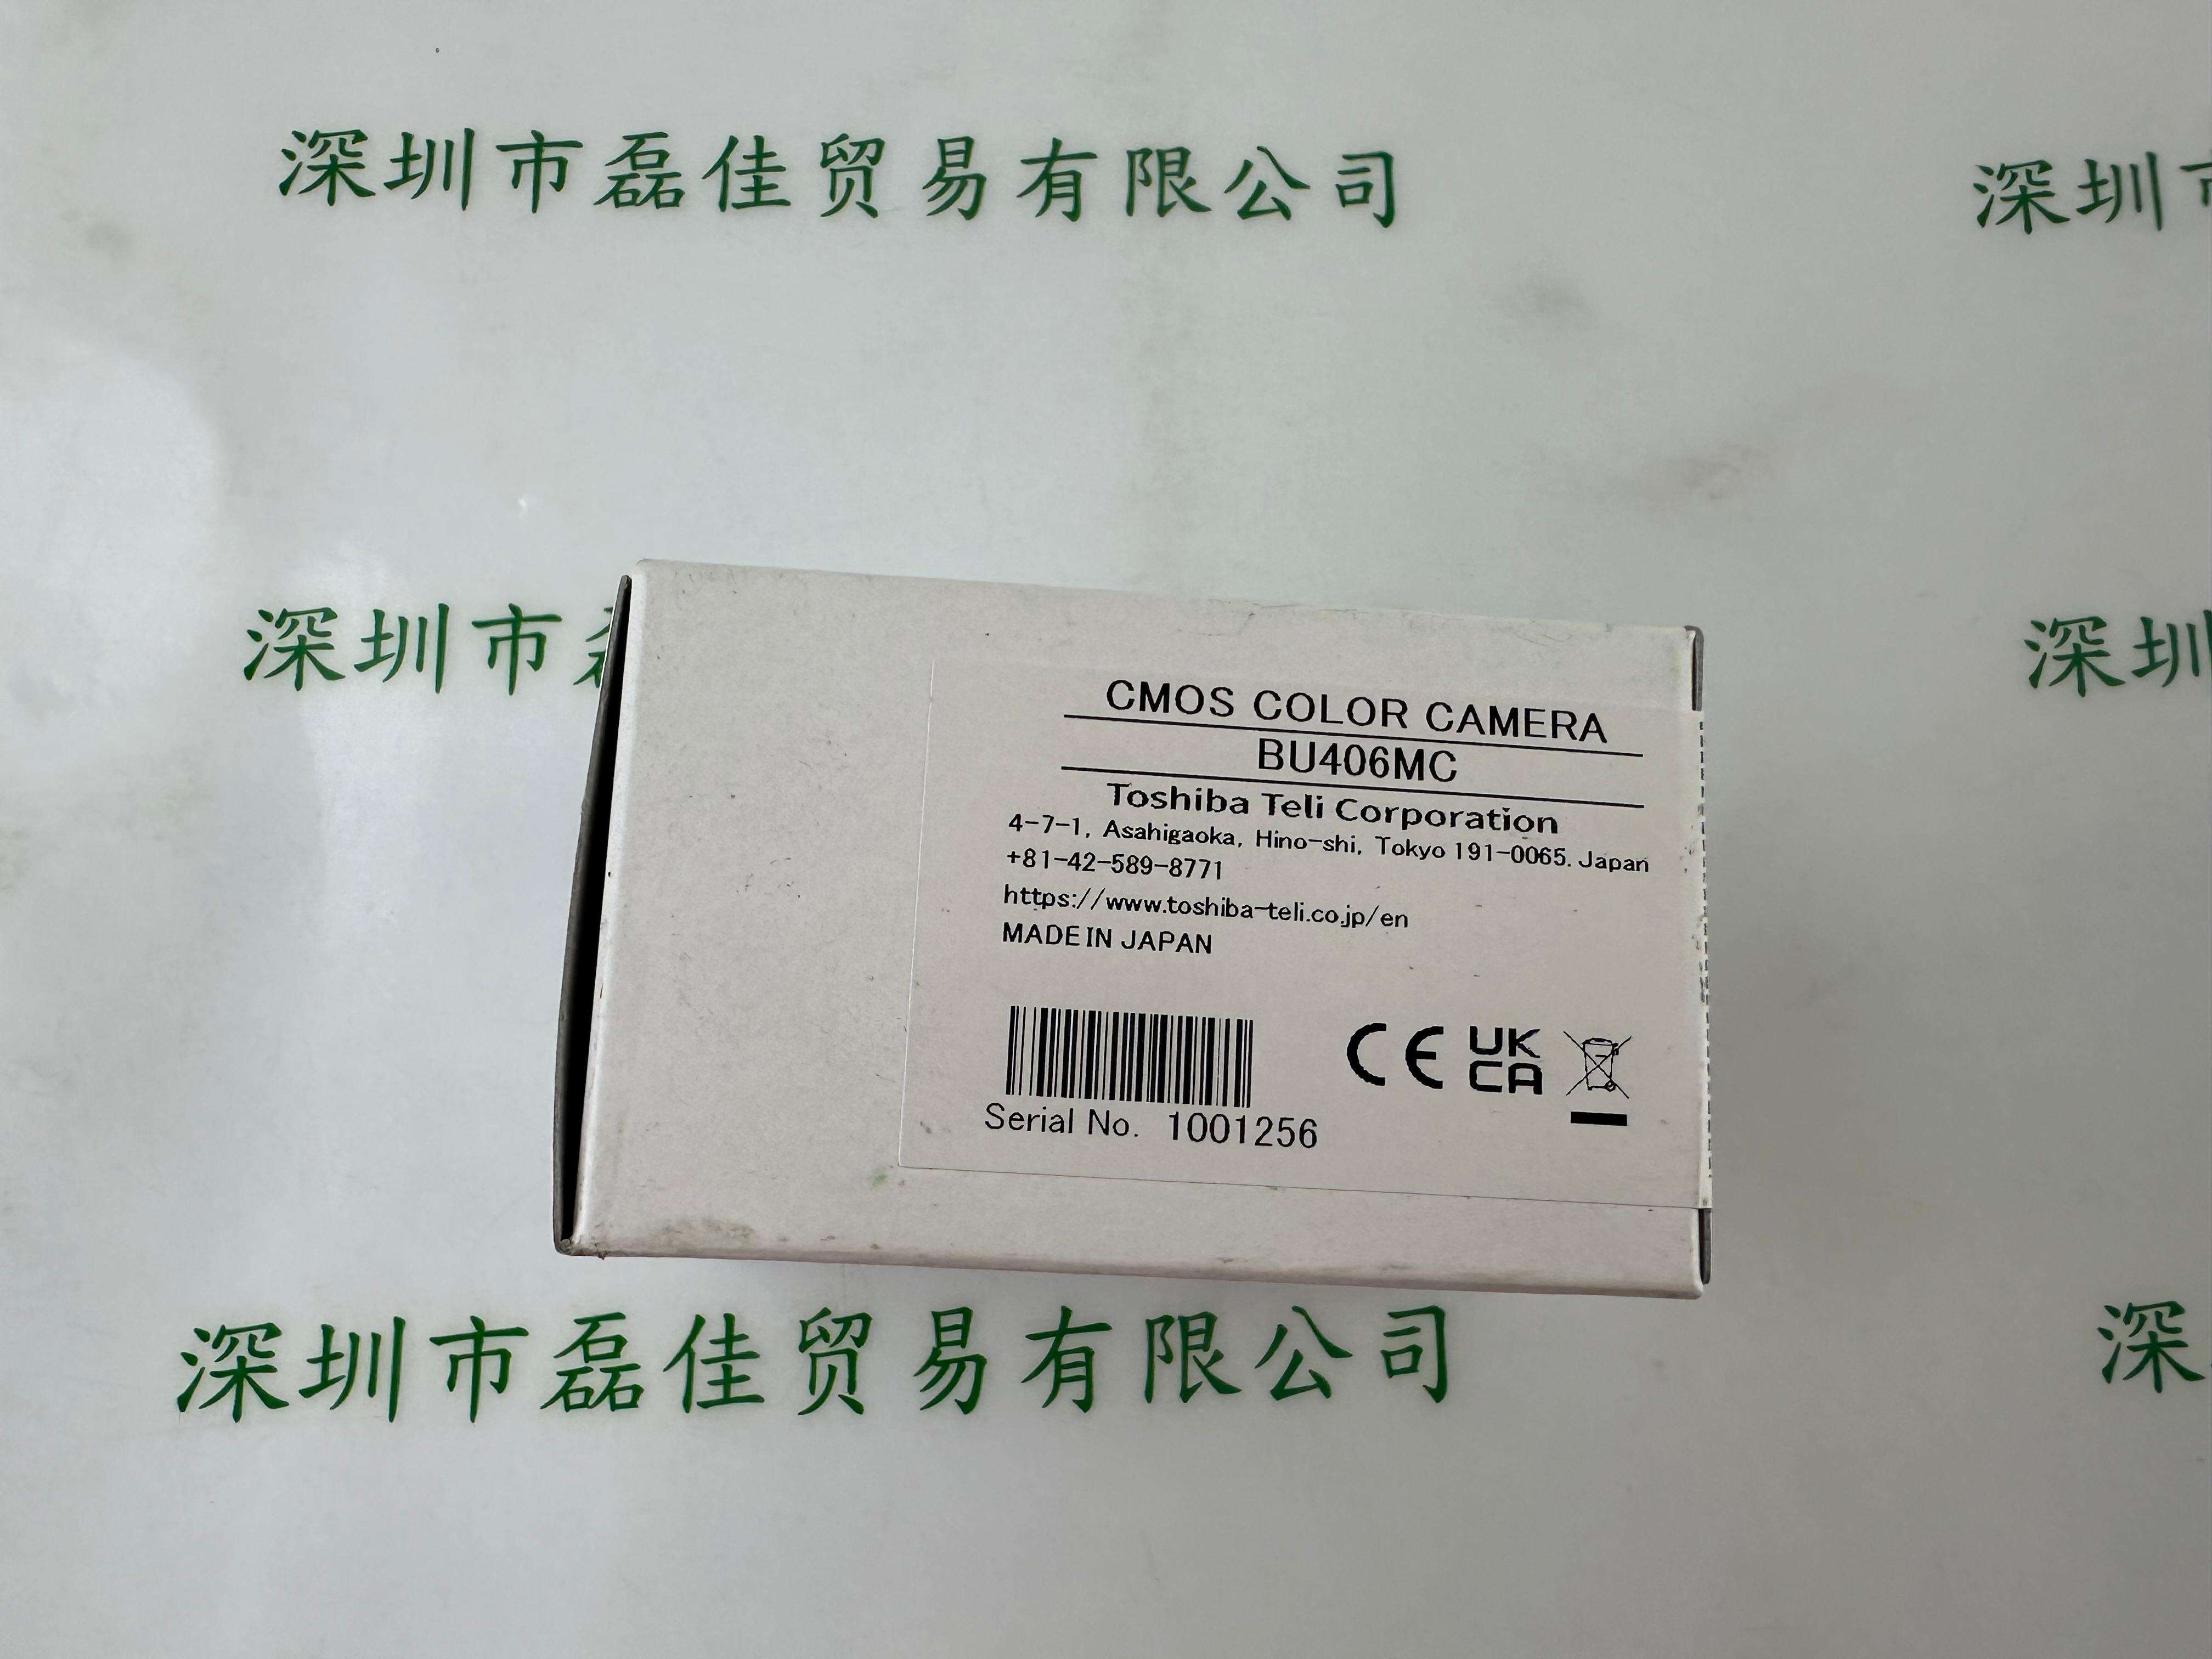 深圳市磊佳贸易有限公司
深圳
深圳市
深圳
CMOS COLOR CAMERA
BU406MC
Toshiba Teli Corporation
4-7-1, Asahigaoka, Hino-shi, Tokyo 191-0065. Japan
+81-42-589-8771
https://www.toshiba-teli.co.jp/en
MADE IN JAPAN
CE UK CA
Serial No. 1001256
深圳市磊佳贸易有限公司
深